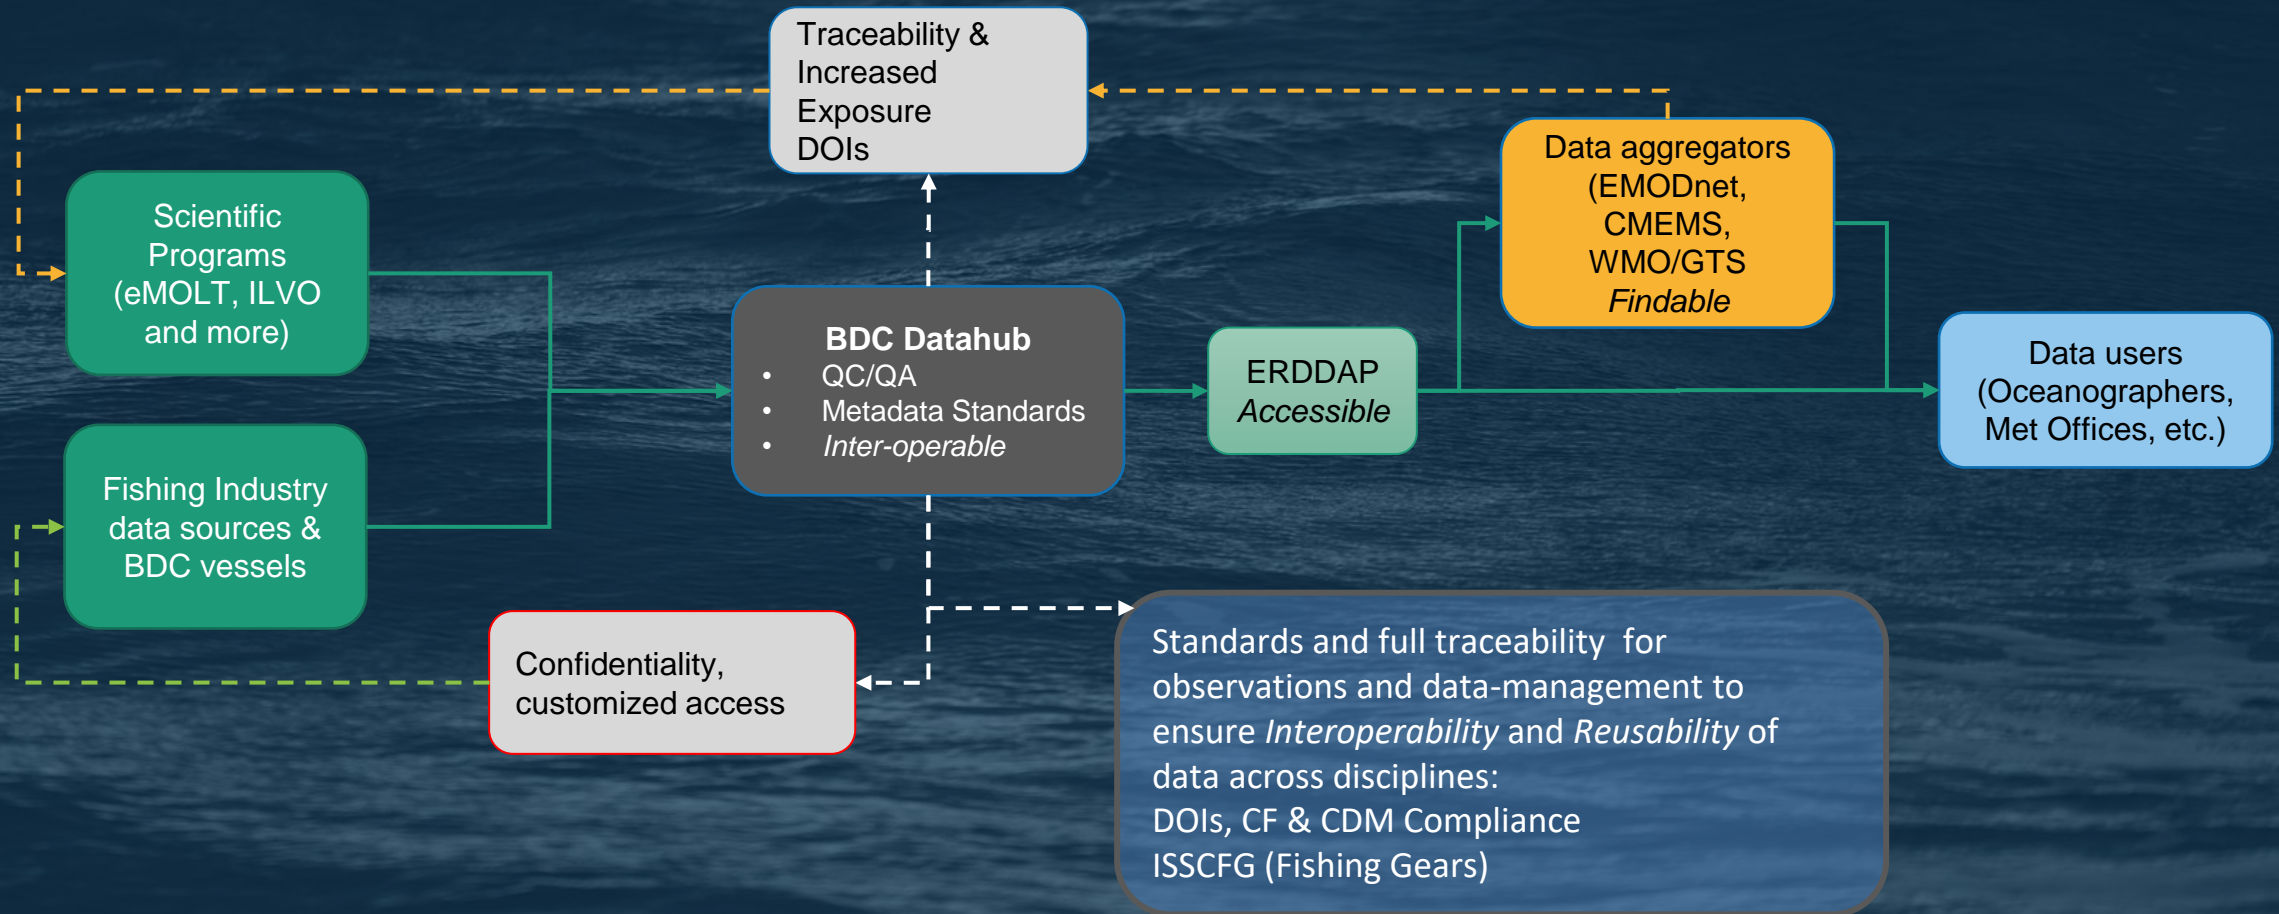 Traceability &
Increased
Exposure
DOIs
Data aggregators
(EMODnet,
CMEMS,
WMO/GTS
Findable
Scientific
Programs
(eMOLT, ILVO
and more)
BDC Datahub
• QC/QA
• Metadata Standards
• Inter-operable
ERDDAP
Accessible
Data users
(Oceanographers,
Met Offices, etc.)
Fishing Industry
data sources &
BDC vessels
Confidentiality,
customized access
Standards and full traceability for
observations and data-management to
ensure Interoperability and Reusability of
data across disciplines:
DOIs, CF & CDM Compliance
ISSCFG (Fishing Gears)